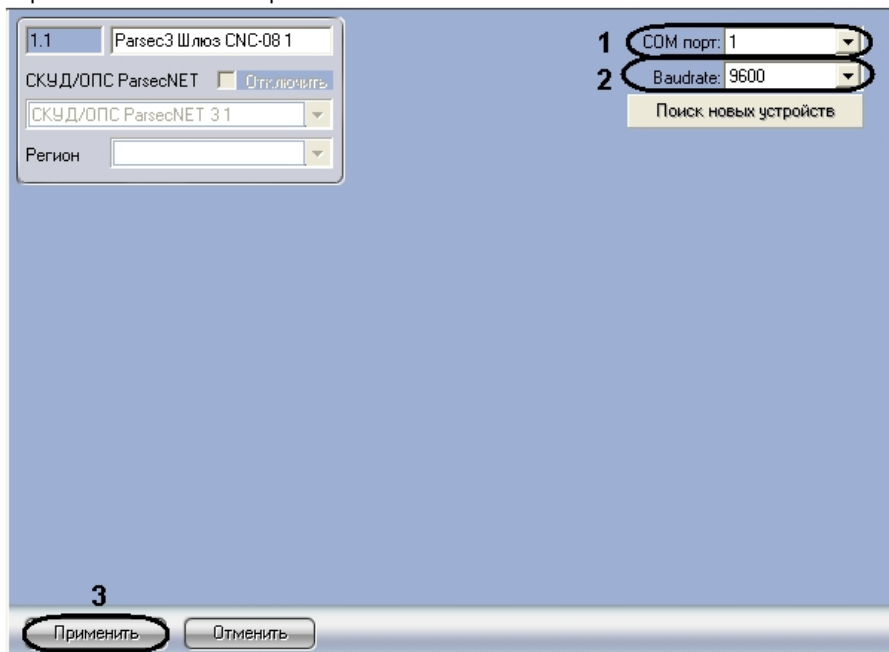 1.1 Parsec3 Шлюз CNC-08 1
СКУД/ОПС ParsecNET Отключить
СКУД/ОПС ParsecNET 3 1
Регион
1 COM порт: 1
2 Baudrate: 9600
Поиск новых устройств
3
Применить Отменить